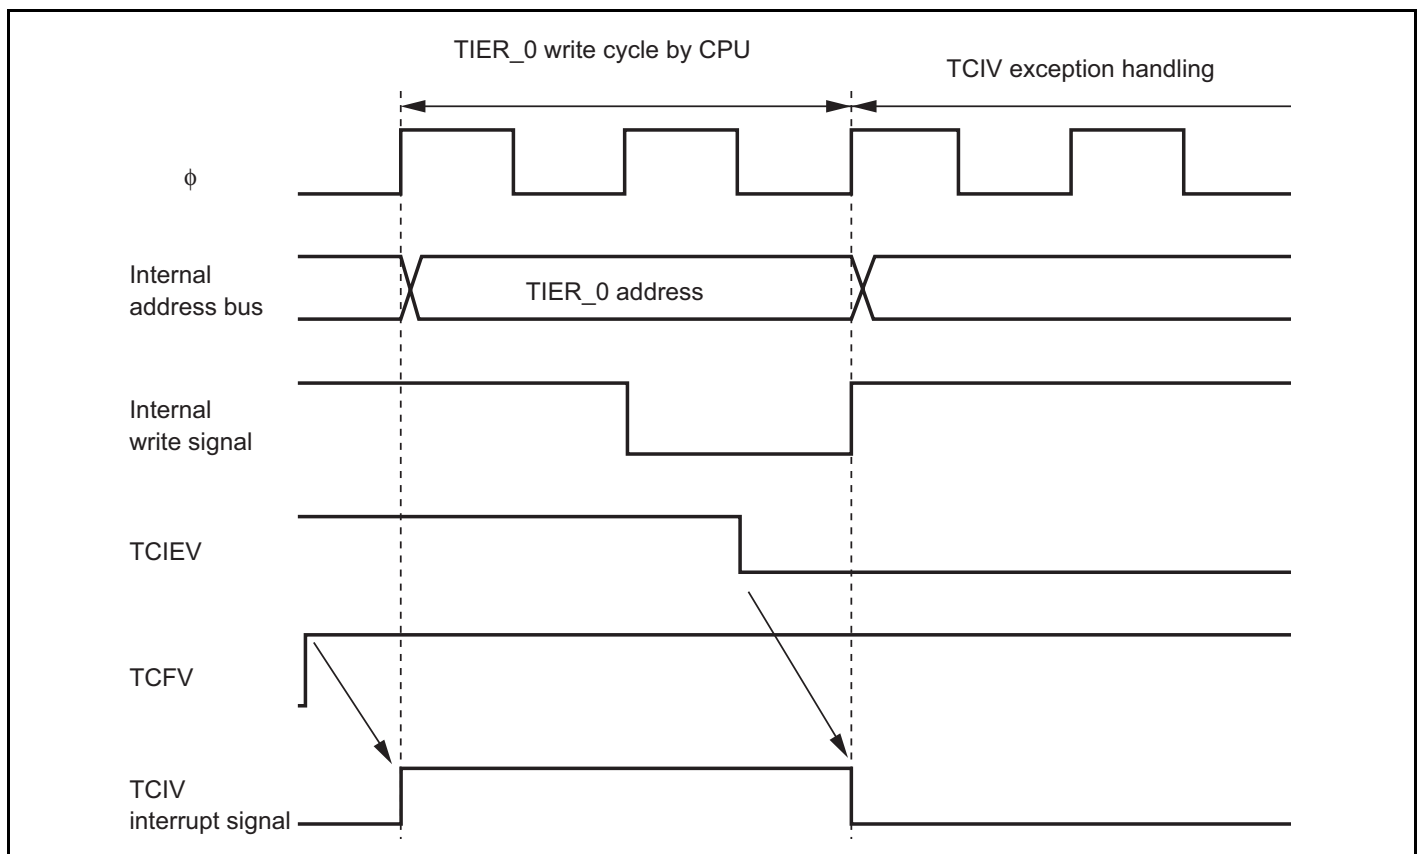 TIER_0 write cycle by CPU
TCIV exception handling
ϕ
Internal
address bus
TIER_0 address
Internal
write signal
TCIEV
TCFV
TCIV
interrupt signal